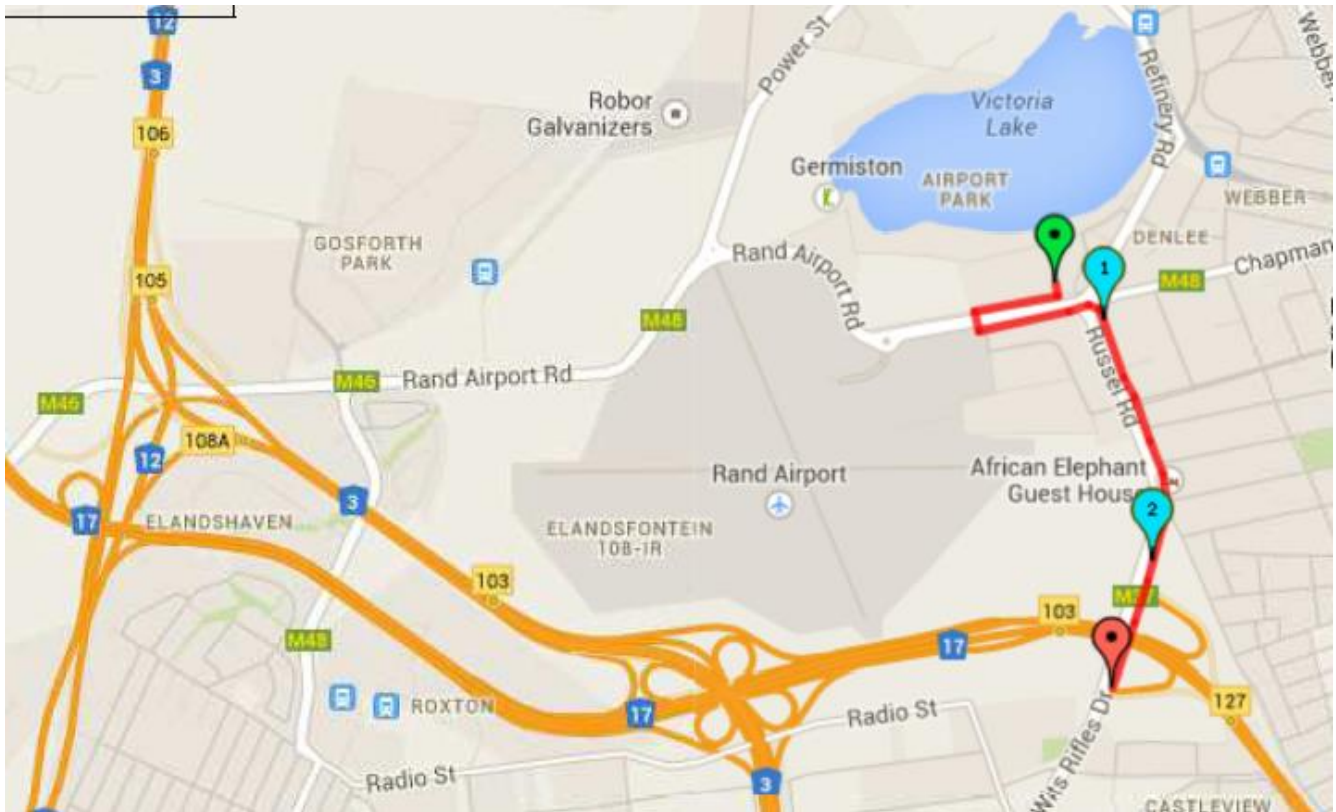 12
3
Power St
Refinery Rd
Webber
Robor
Galvanizers
Victoria
Lake
106
Germiston
AIRPORT
PARK
WEBBER
GOSFORTH
PARK
DENLEE
Rand Airport Rd
Chapman
1
M48
105
Rand Airport Rd
M48
Russel Rd
M46
M46
108A
12
3
Rand Airport
African Elephant
Guest Hous
2
17
ELANDSHAVEN
ELANDSFONTEIN
108-IR
103
103
M48
17
127
ROXTON
17
Radio St
Radio St
3
Wits Rifles Dr
CASTLEVIEW